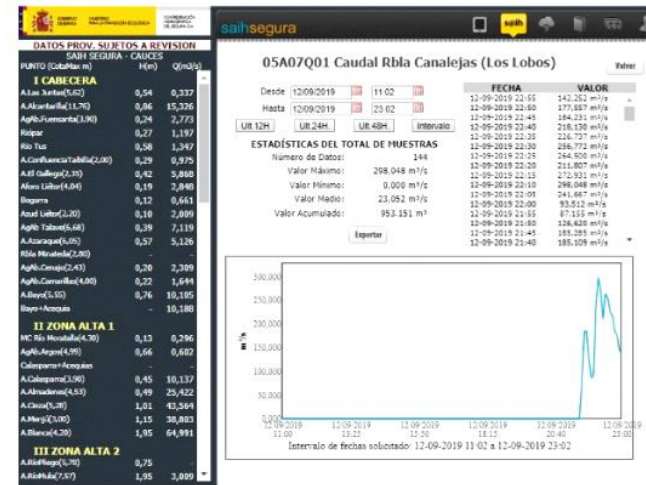 GOBIERNO DE ESPAÑA
MINISTERIO PARA LA TRANSICIÓN ECOLÓGICA
CONFEDERACIÓN HIDROGRÁFICA DEL SEGURA
saihsegura
saih
DATOS PROV. SUJETOS A REVISION
SAIH SEGURA - CAUCES
PUNTO (CotaMax m) H(m) Q(m3/s)
I CABECERA
A.Las Juntas(5,62) 0,54 0,337
A.Alcantarilla(11,76) 0,86 15,326
AgAb.Fuensanta(3,90) 0,24 2,773
Riópar 0,27 1,197
Río Tus 0,58 1,347
A.ConfluenciaTaibilla(2,00) 0,29 0,975
A.El Gallego(2,35) 0,42 5,868
Aforo Liétor(4,04) 0,19 2,848
Bogarra 0,12 0,661
Azud Liétor(2,20) 0,10 2,009
AgAb Talave(6,68) 0,39 7,119
A.Azaraque(6,05) 0,57 5,126
Rbla Minateda(2,80) - -
AgAb.Cenajo(2,43) 0,20 2,309
AgAb.Camarillas(4,00) 0,22 1,644
A.Bayo(5,55) 0,76 10,105
Bayo+Acequia - 10,188
II ZONA ALTA 1
MC Río Moratalla(4,30) 0,13 0,296
AgAb.Argos(4,99) 0,66 0,602
Calasparra+Acequias - -
A.Calasparra(3,90) 0,45 10,137
A.Almadenes(4,53) 0,49 25,422
A.Cieza(5,28) 1,01 43,564
A.Menjú(3,00) 1,15 38,803
A.Blanca(4,20) 1,95 64,991
III ZONA ALTA 2
A.RíoPliego(5,78) 0,75 -
A.RíoMula(7,57) 1,95 3,009
05A07Q01 Caudal Rbla Canalejas (Los Lobos)
Volver
Desde 12/09/2019 11:02
Hasta 12/09/2019 23:02
Ult 12H Ult 24H Ult 48H Intervalo
ESTADÍSTICAS DEL TOTAL DE MUESTRAS
Número de Datos: 144
Valor Máximo: 298,048 m³/s
Valor Mínimo: 0,000 m³/s
Valor Medio: 23,052 m³/s
Valor Acumulado: 953.151 m³
Exportar
FECHA VALOR
12-09-2019 22:55 142,252 m³/s
12-09-2019 22:50 177,557 m³/s
12-09-2019 22:45 184,231 m³/s
12-09-2019 22:40 218,130 m³/s
12-09-2019 22:35 226,737 m³/s
12-09-2019 22:30 256,772 m³/s
12-09-2019 22:25 264,500 m³/s
12-09-2019 22:20 211,807 m³/s
12-09-2019 22:15 272,931 m³/s
12-09-2019 22:10 298,048 m³/s
12-09-2019 22:05 241,667 m³/s
12-09-2019 22:00 93,512 m³/s
12-09-2019 21:55 87,155 m³/s
12-09-2019 21:50 126,628 m³/s
12-09-2019 21:45 185,285 m³/s
12-09-2019 21:40 185,109 m³/s
300,000
250,000
200,000
150,000
100,000
50,000
0,000
m³/s
12/09/2019 12/09/2019 12/09/2019 12/09/2019 12/09/2019 12/09/2019
11:00 13:25 15:50 18:15 20:40 23:00
Intervalo de fechas solicitado: 12-09-2019 11:02 a 12-09-2019 23:02